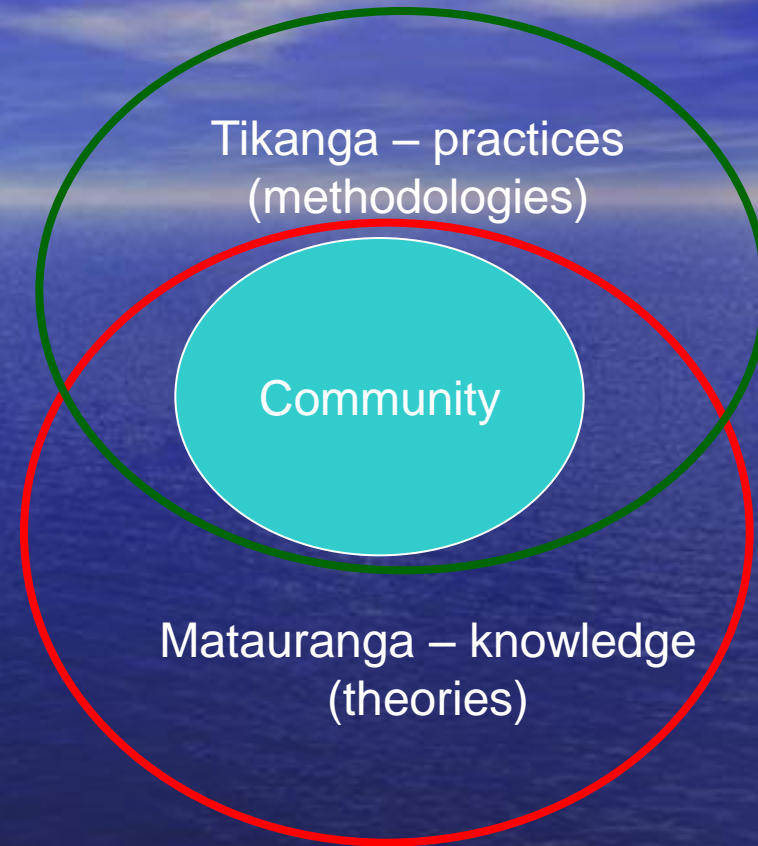 Tikanga – practices
(methodologies)
Community
Matauranga – knowledge
(theories)